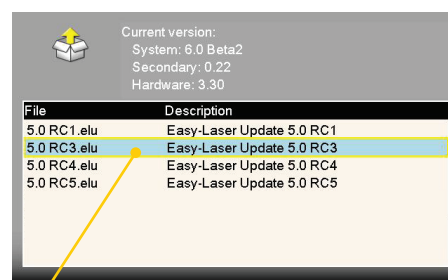 Current version:
System: 6.0 Beta2
Secondary: 0.22
Hardware: 3.30
File Description
5.0 RC1.elu Easy-Laser Update 5.0 RC1
5.0 RC3.elu Easy-Laser Update 5.0 RC3
5.0 RC4.elu Easy-Laser Update 5.0 RC4
5.0 RC5.elu Easy-Laser Update 5.0 RC5